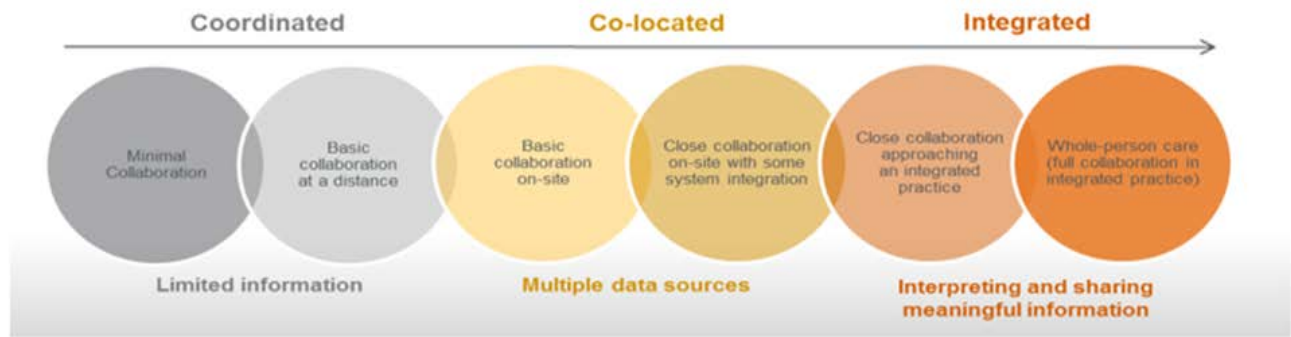 Coordinated
Co-located
Integrated
Minimal
Collaboration
Basic
collaboration
at a distance
Basic
collaboration
on-site
Close collaboration
on-site with some
system integration
Close collaboration
approaching
an integrated
practice
Whole-person care
(full collaboration in
integrated practice)
Limited information
Multiple data sources
Interpreting and sharing
meaningful information